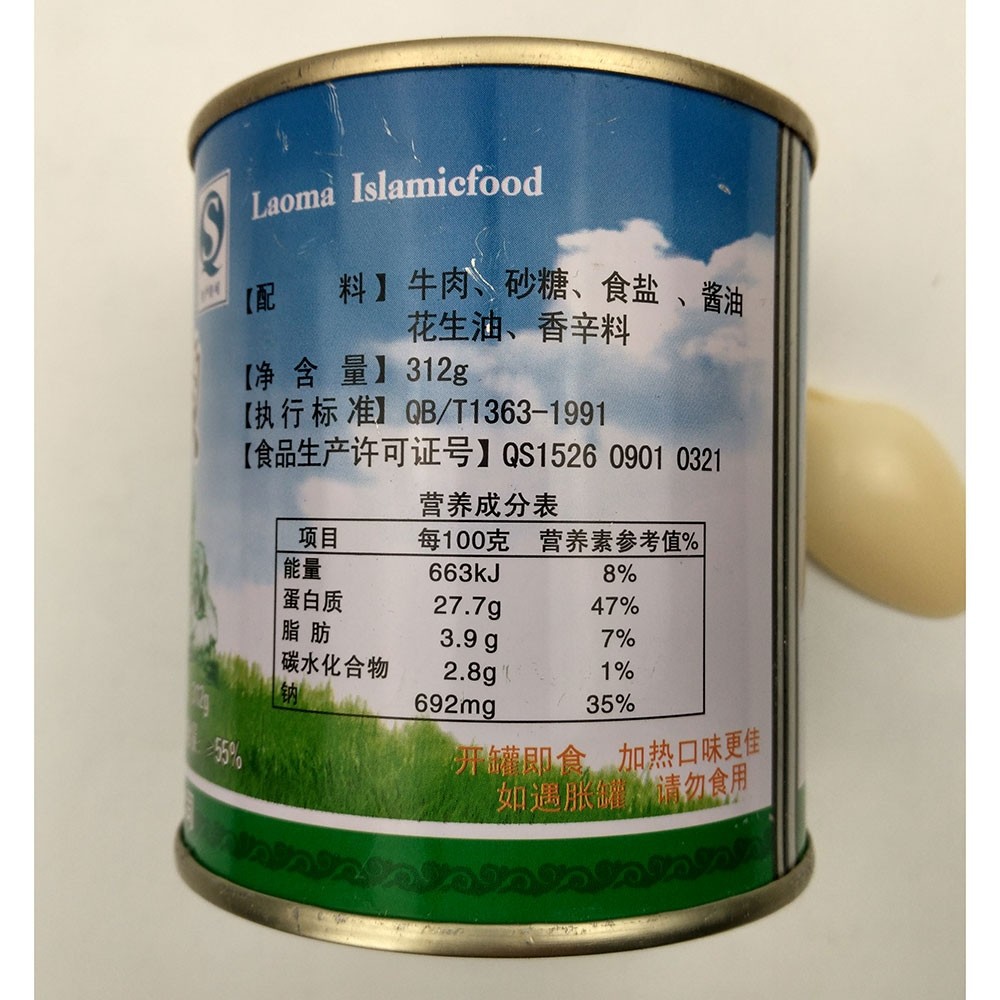 Laoma Islamicfood
【配 料】牛肉、砂糖、食盐、酱油
花生油、香辛料
【净含量】312g
【执行标准】QB/T1363-1991
【食品生产许可证号】QS1526 0901 0321
营养成分表
项目 每100克 营养素参考值%
能量 663kJ 8%
蛋白质 27.7g 47%
脂肪 3.9g 7%
碳水化合物 2.8g 1%
钠 692mg 35%
≥55%
开罐即食 加热口味更佳
如遇胀罐 请勿食用